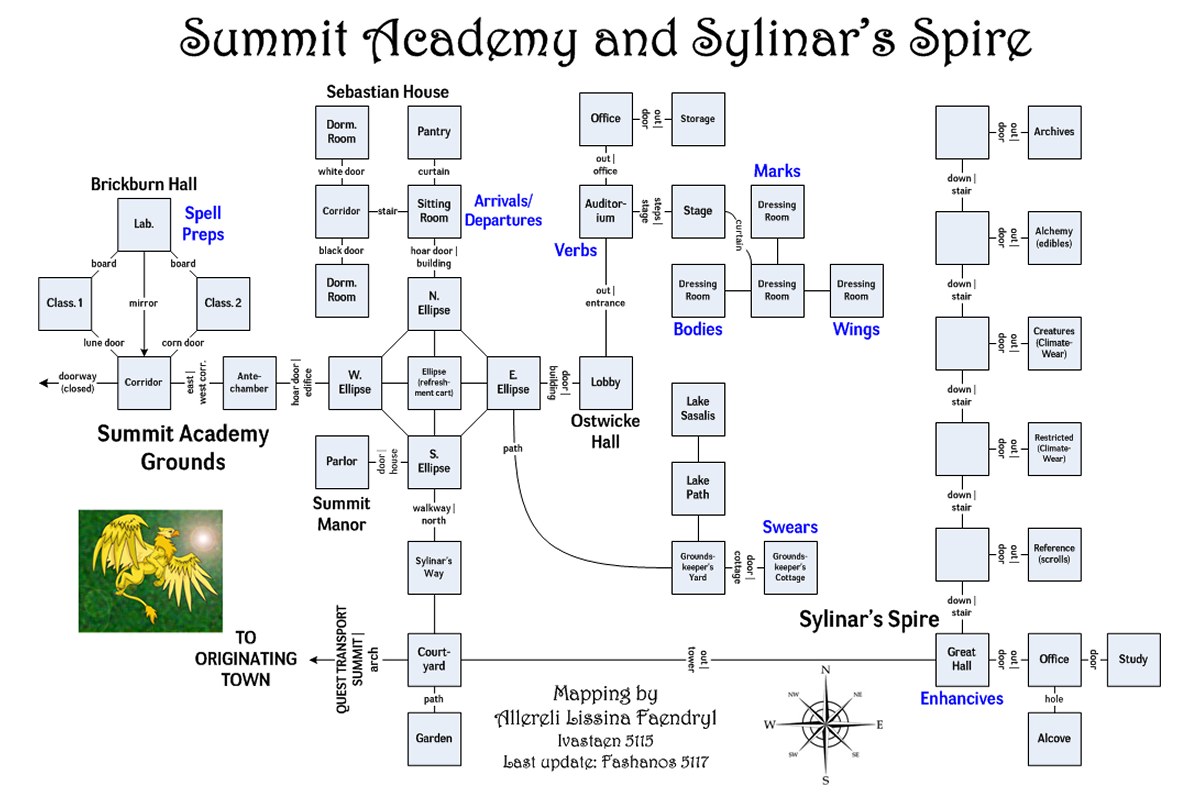 Summit Academy and Sylinar's Spire
Sebastian House
Dorm.
Room
white door
Corridor
black door
Dorm.
Room
Pantry
curtain
stair
Sitting
Room
Arrivals/
Departures
hoar door |
building
Brickburn Hall
Lab.
Spell
Preps
board
board
Class. 1
mirror
Class. 2
lune door
corn door
doorway
(closed)
Corridor
east |
west corr.
Ante-
chamber
hoar door |
edifice
N.
Ellipse
W.
Ellipse
Ellipse
(refresh-
ment cart)
E.
Ellipse
S.
Ellipse
door |
building
Lobby
Ostwicke
Hall
out |
entrance
Office
out |
door
Storage
out |
office
Auditor-
ium
Verbs
steps |
stage
Stage
curtain
Marks
Dressing
Room
Dressing
Room
Dressing
Room
Dressing
Room
Bodies
Wings
Summit Academy
Grounds
Parlor
door |
house
Summit
Manor
walkway |
north
path
Lake
Sasalis
Lake
Path
Grounds-
keeper's
Yard
door |
cottage
Swears
Grounds-
keeper's
Cottage
Sylinar's
Way
TO
ORIGINATING
TOWN
QUEST TRANSPORT
SUMMIT |
arch
Court-
yard
path
Garden
out |
tower
out |
door
Archives
down |
stair
out |
door
Alchemy
(edibles)
down |
stair
out |
door
Creatures
(Climate-
Wear)
down |
stair
out |
door
Restricted
(Climate-
Wear)
down |
stair
out |
door
Reference
(scrolls)
down |
stair
Sylinar's Spire
Great
Hall
Enhancives
out |
door
Office
door
Study
hole
Alcove
Mapping by
Allereli Lissina Faendryl
Ivastaen 5115
Last update: Fashanos 5117
N
NW
NE
W
E
SW
SE
S